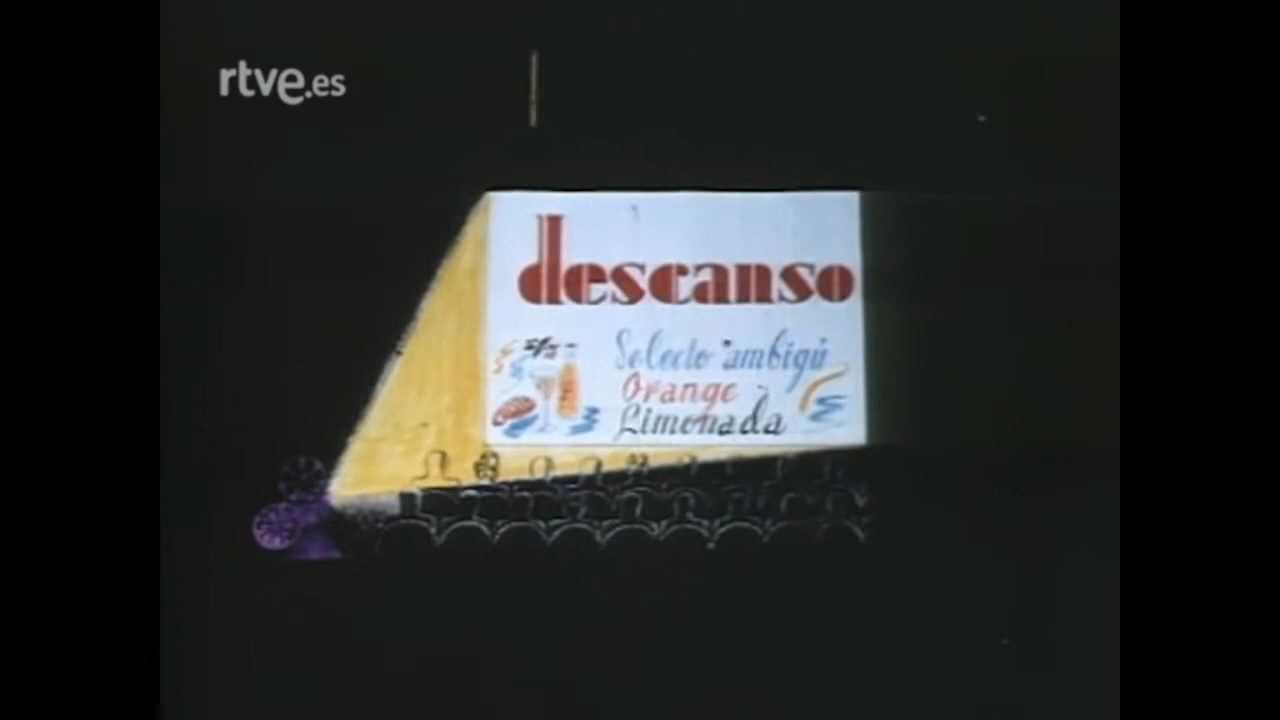 rtve.es
descanso
Selecto ambigú
Orange
Limonada